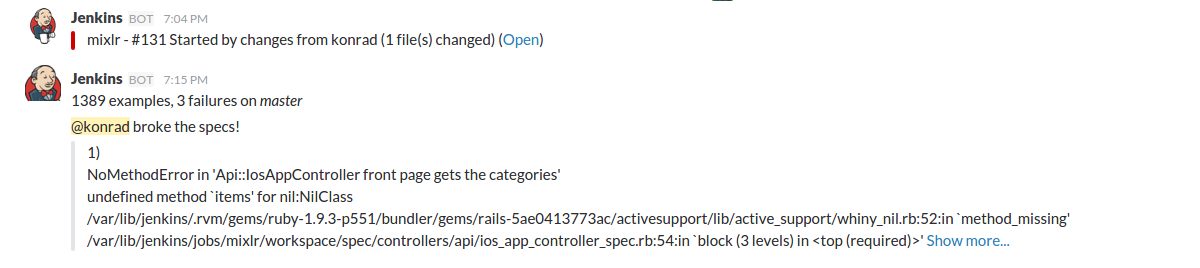 Jenkins BOT 7:04 PM
mixlr - #131 Started by changes from konrad (1 file(s) changed) (Open)
Jenkins BOT 7:15 PM
1389 examples, 3 failures on master
@konrad broke the specs!
1)
NoMethodError in 'Api::IosAppController front page gets the categories'
undefined method `items' for nil:NilClass
/var/lib/jenkins/.rvm/gems/ruby-1.9.3-p551/bundler/gems/rails-5ae0413773ac/activesupport/lib/active_support/whiny_nil.rb:52:in `method_missing'
/var/lib/jenkins/jobs/mixlr/workspace/spec/controllers/api/ios_app_controller_spec.rb:54:in `block (3 levels) in <top (required)>' Show more...